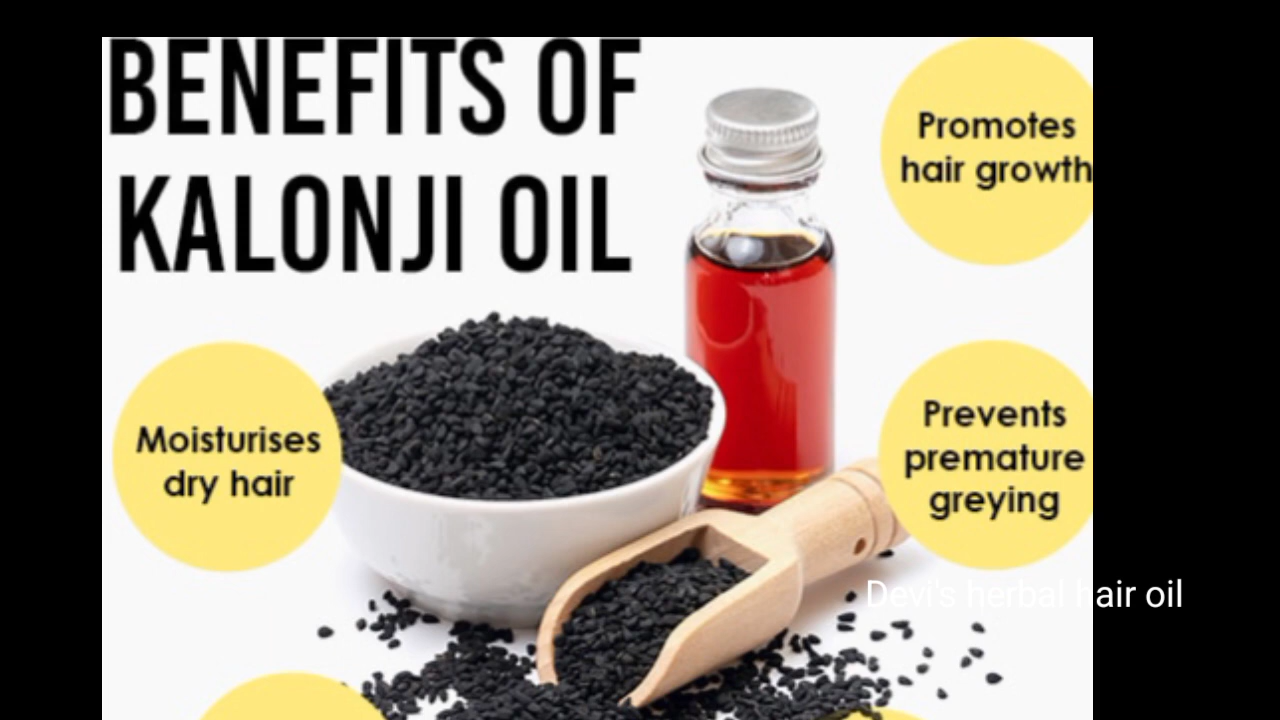 BENEFITS OF
KALONJI OIL
Promotes
hair growth
Moisturises
dry hair
Prevents
premature
greying
Devi's herbal hair oil